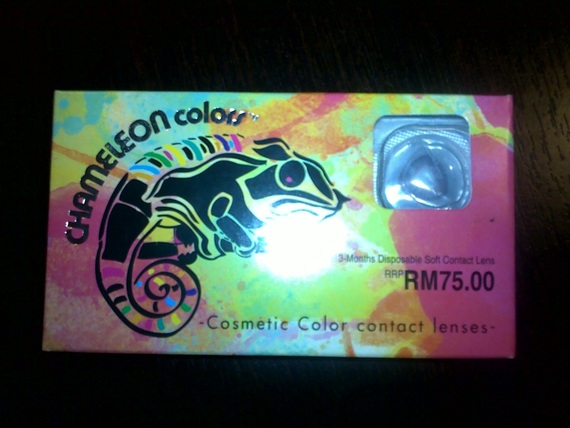 CHAMELEON colors™
3-Months Disposable Soft Contact Lens
RRP RM75.00
-Cosmetic Color contact lenses-